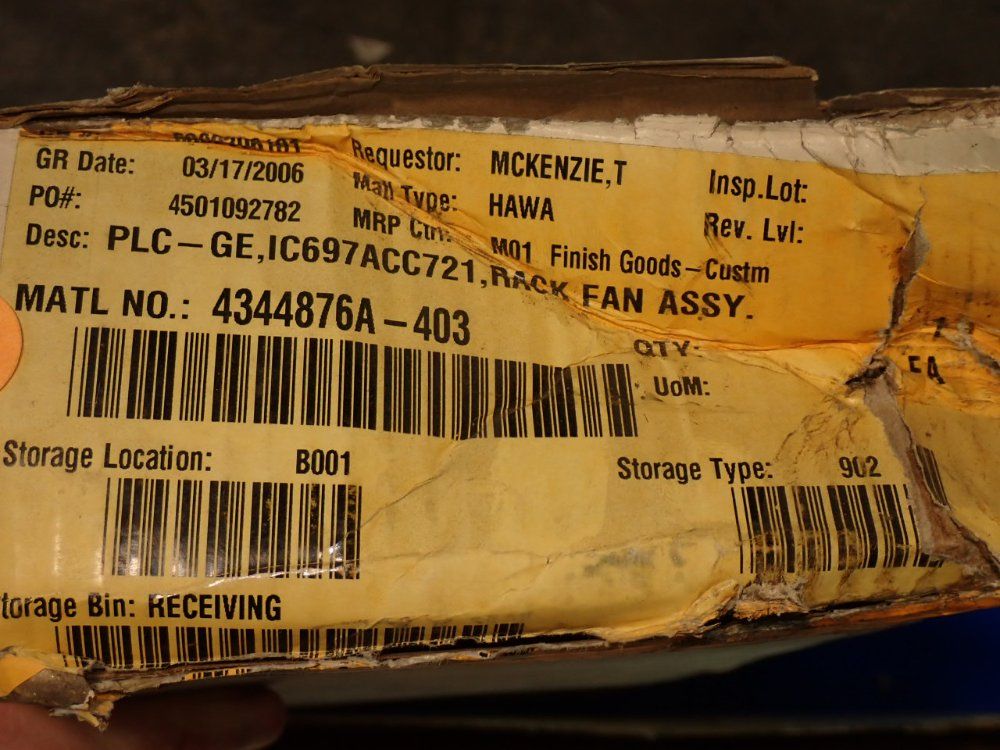 GR Date: 03/17/2006 Requestor: MCKENZIE,T Insp.Lot:
PO#: 4501092782 Matl Type: HAWA Rev. Lvl:
MRP Ctrl: M01 Finish Goods-Custm
Desc: PLC-GE,IC697ACC721,RACK FAN ASSY.
MATL NO.: 4344876A-403
QTY:
UoM: EA
Storage Location: B001 Storage Type: 902
torage Bin: RECEIVING